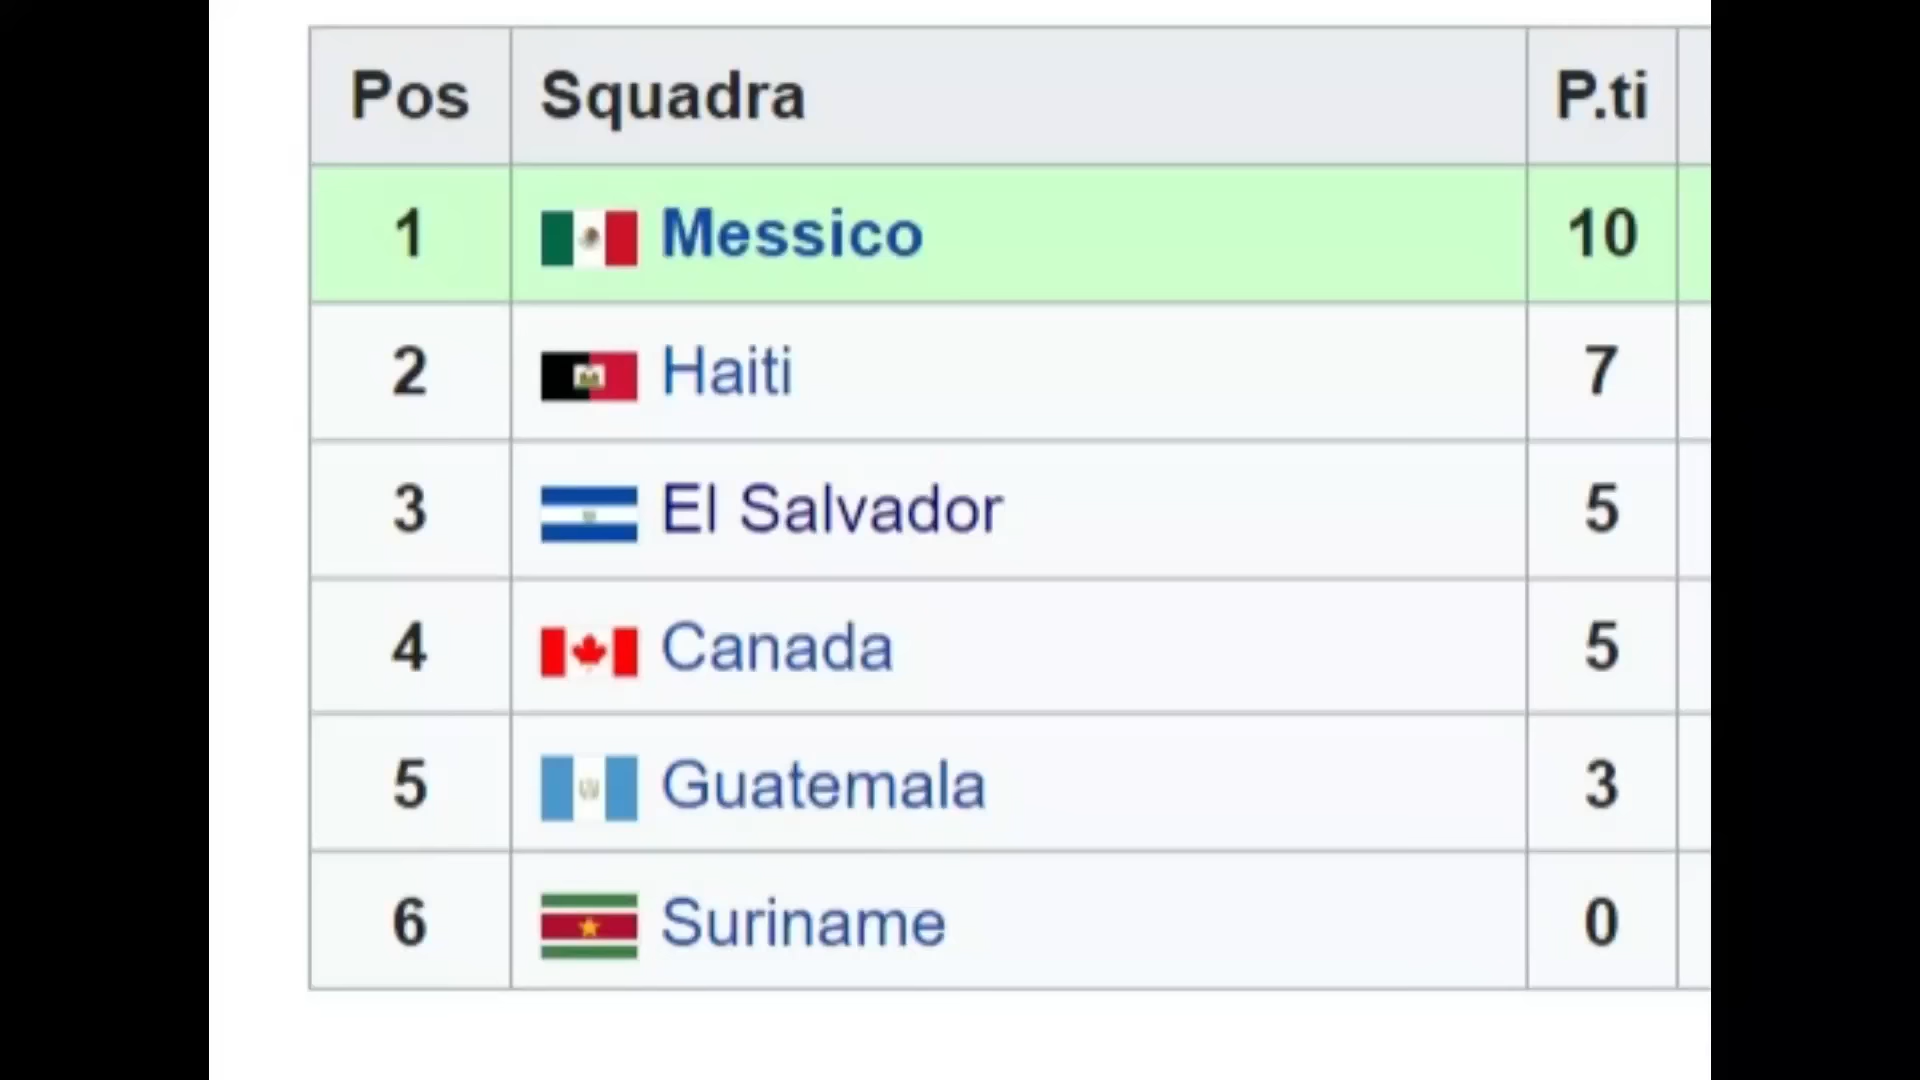 Pos Squadra P.ti
1 Messico 10
2 Haiti 7
3 El Salvador 5
4 Canada 5
5 Guatemala 3
6 Suriname 0